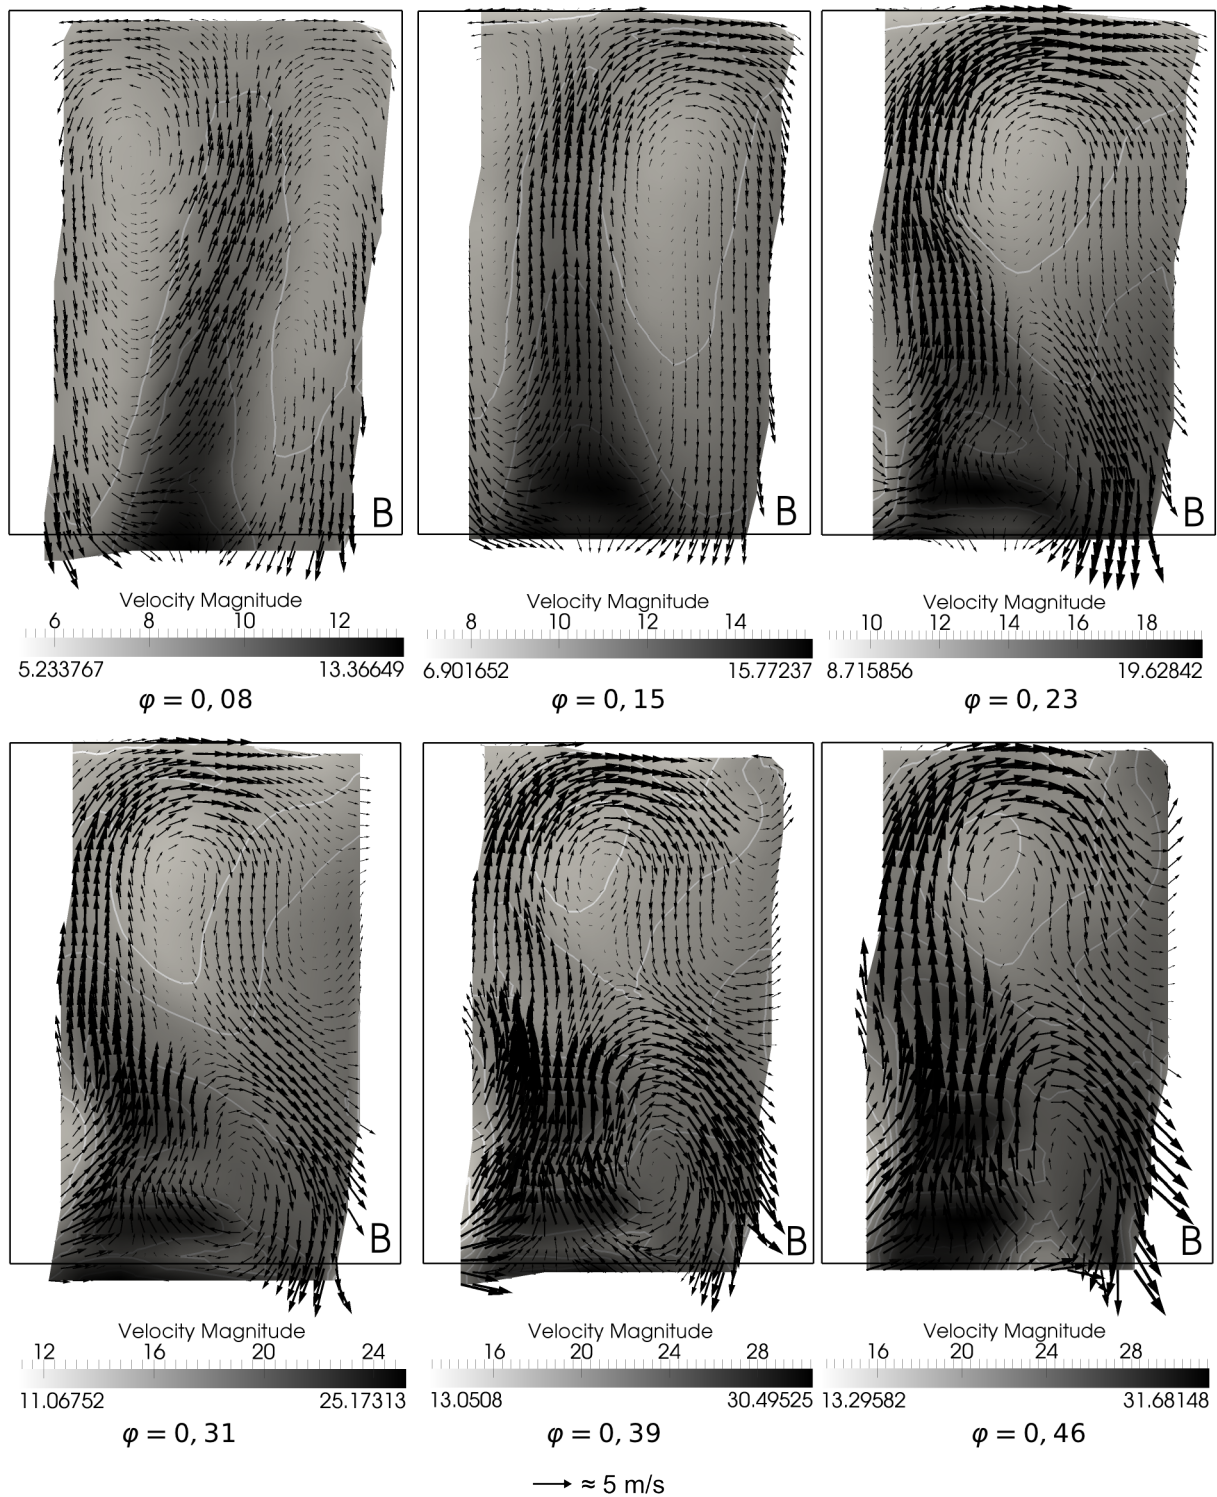 B B B
Velocity Magnitude Velocity Magnitude Velocity Magnitude
6 8 10 12 8 10 12 14 10 12 14 16 18
5.233767 13.36649 6.901652 15.77237 8.715856 19.62842
φ = 0, 08 φ = 0, 15 φ = 0, 23
B B B
Velocity Magnitude Velocity Magnitude Velocity Magnitude
12 16 20 24 16 20 24 28 16 20 24 28
11.06752 25.17313 13.0508 30.49525 13.29582 31.68148
φ = 0, 31 φ = 0, 39 φ = 0, 46
≈ 5 m/s